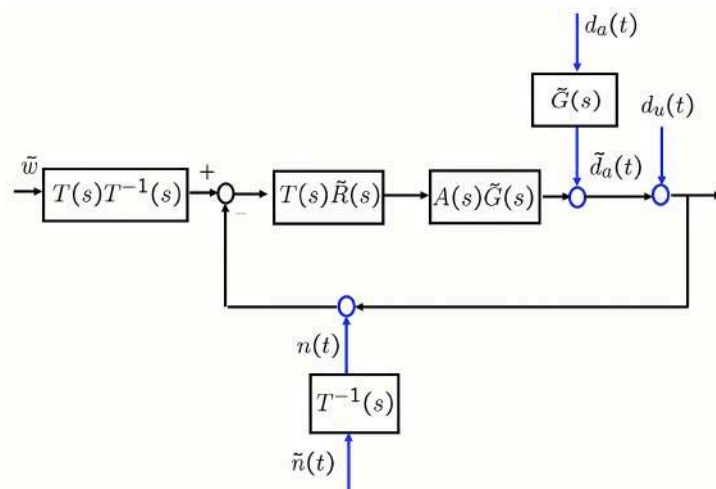 d_a(t)
G̃(s)
d_u(t)
w̃
d̃_a(t)
+
T(s)T⁻¹(s)
T(s)R̃(s)
A(s)G̃(s)
−
n(t)
T⁻¹(s)
ñ(t)